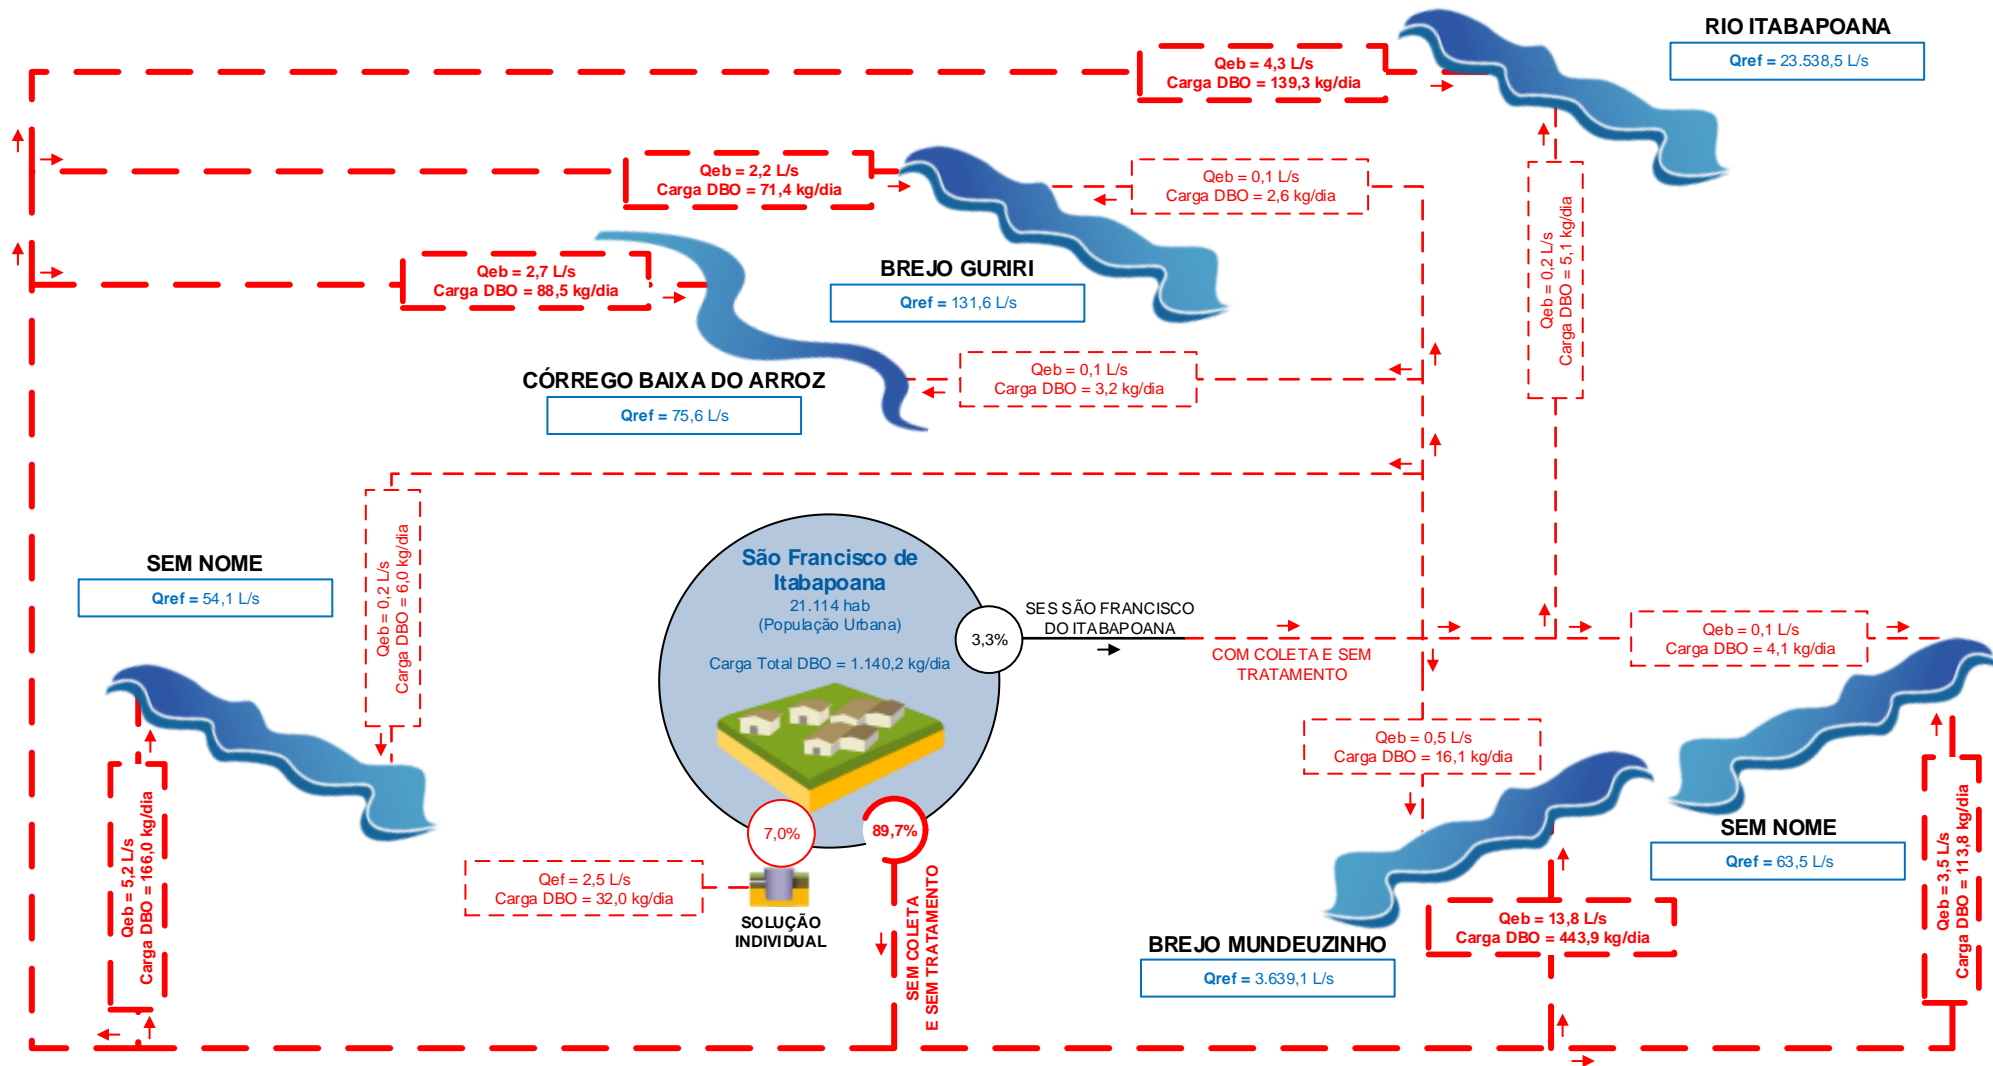 RIO ITABAPOANA
Qref = 23.538,5 L/s
Qeb = 4,3 L/s
Carga DBO = 139,3 kg/dia
Qeb = 2,2 L/s
Carga DBO = 71,4 kg/dia
Qeb = 0,1 L/s
Carga DBO = 2,6 kg/dia
Qeb = 0,2 L/s
Carga DBO = 5,1 kg/dia
BREJO GURIRI
Qref = 131,6 L/s
Qeb = 2,7 L/s
Carga DBO = 88,5 kg/dia
CÓRREGO BAIXA DO ARROZ
Qref = 75,6 L/s
Qeb = 0,1 L/s
Carga DBO = 3,2 kg/dia
SEM NOME
Qref = 54,1 L/s
Qeb = 0,2 L/s
Carga DBO = 6,0 kg/dia
São Francisco de
Itabapoana
21.114 hab
(População Urbana)
Carga Total DBO = 1.140,2 kg/dia
3,3%
SES SÃO FRANCISCO
DO ITABAPOANA
COM COLETA E SEM
TRATAMENTO
Qeb = 0,1 L/s
Carga DBO = 4,1 kg/dia
Qeb = 0,5 L/s
Carga DBO = 16,1 kg/dia
SEM NOME
Qref = 63,5 L/s
7,0%
89,7%
Qef = 2,5 L/s
Carga DBO = 32,0 kg/dia
SOLUÇÃO
INDIVIDUAL
SEM COLETA
E SEM TRATAMENTO
Qeb = 5,2 L/s
Carga DBO = 166,0 kg/dia
BREJO MUNDEUZINHO
Qref = 3.639,1 L/s
Qeb = 13,8 L/s
Carga DBO = 443,9 kg/dia
Qeb = 3,5 L/s
Carga DBO = 113,8 kg/dia